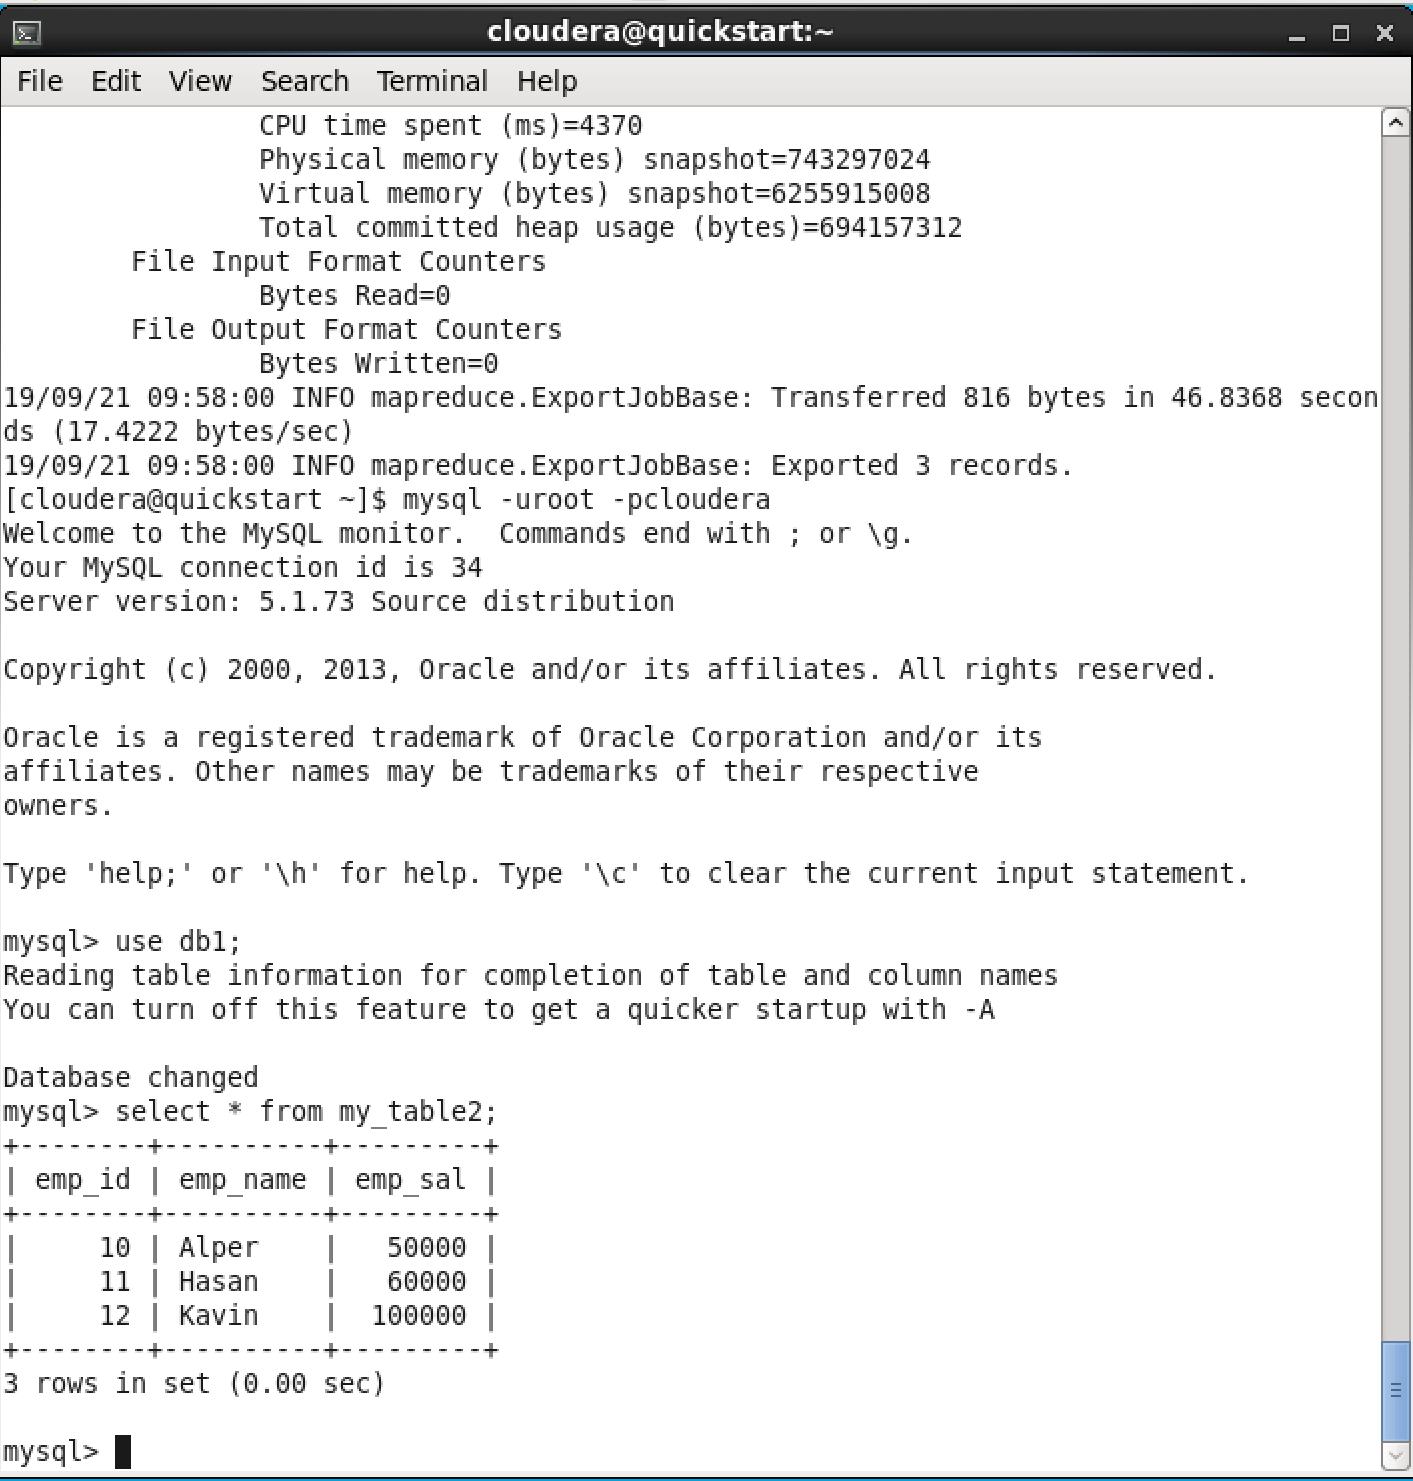 cloudera@quickstart:~
File Edit View Search Terminal Help
CPU time spent (ms)=4370
Physical memory (bytes) snapshot=743297024
Virtual memory (bytes) snapshot=6255915008
Total committed heap usage (bytes)=694157312
File Input Format Counters
Bytes Read=0
File Output Format Counters
Bytes Written=0
19/09/21 09:58:00 INFO mapreduce.ExportJobBase: Transferred 816 bytes in 46.8368 secon
ds (17.4222 bytes/sec)
19/09/21 09:58:00 INFO mapreduce.ExportJobBase: Exported 3 records.
[cloudera@quickstart ~]$ mysql -uroot -pcloudera
Welcome to the MySQL monitor.  Commands end with ; or \g.
Your MySQL connection id is 34
Server version: 5.1.73 Source distribution
Copyright (c) 2000, 2013, Oracle and/or its affiliates. All rights reserved.
Oracle is a registered trademark of Oracle Corporation and/or its
affiliates. Other names may be trademarks of their respective
owners.
Type 'help;' or '\h' for help. Type '\c' to clear the current input statement.
mysql> use db1;
Reading table information for completion of table and column names
You can turn off this feature to get a quicker startup with -A
Database changed
mysql> select * from my_table2;
+--------+----------+---------+
| emp_id | emp_name | emp_sal |
+--------+----------+---------+
|     10 | Alper    |   50000 |
|     11 | Hasan    |   60000 |
|     12 | Kavin    |  100000 |
+--------+----------+---------+
3 rows in set (0.00 sec)
mysql>